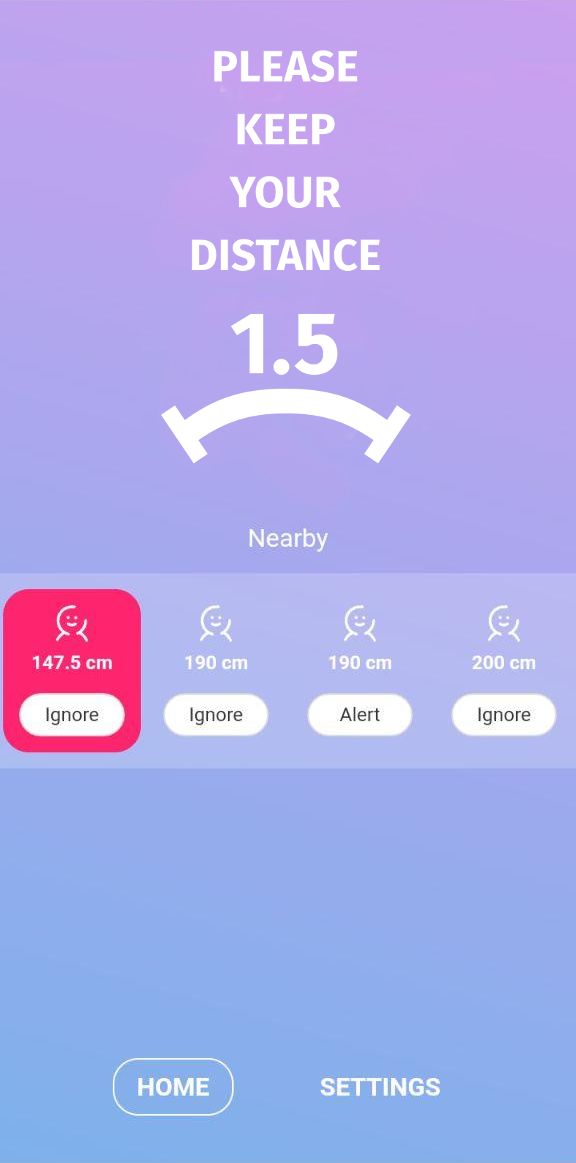 PLEASE
KEEP
YOUR
DISTANCE
1.5
Nearby
147.5 cm 190 cm 190 cm 200 cm
Ignore Ignore Alert Ignore
HOME SETTINGS